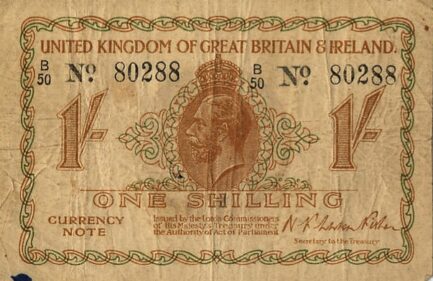 UNITED KINGDOM OF GREAT BRITAIN & IRELAND.
B/50 No. 80288 B/50 No. 80288
1/- 1/-
ONE SHILLING
CURRENCY NOTE
Issued by the Lords Commissioners
of His Majesty's Treasury under
the Authority of Act of Parliament
Secretary to the Treasury